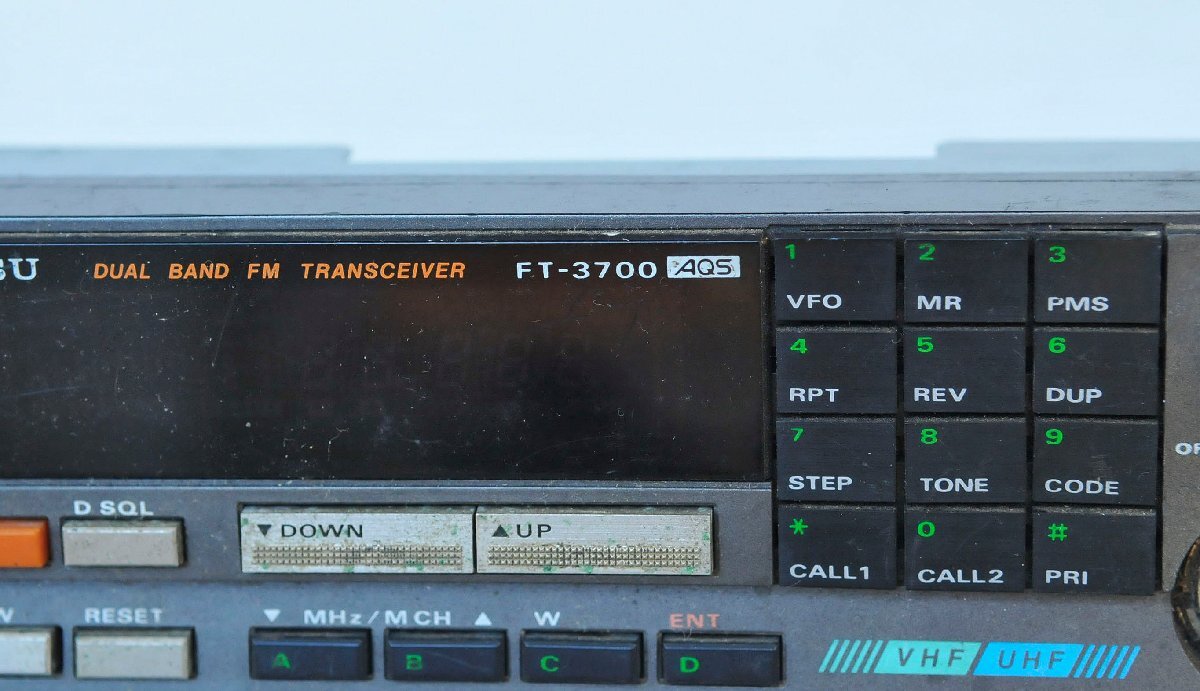 SU DUAL BAND FM TRANSCEIVER FT-3700 AQS
1 2 3
VFO MR PMS
4 5 6
RPT REV DUP
7 8 9
STEP TONE CODE
* 0 #
CALL1 CALL2 PRI
D SQL
▼DOWN ▲UP
RESET ▼ MHz/M CH ▲ W ENT
A B C D
VHF UHF